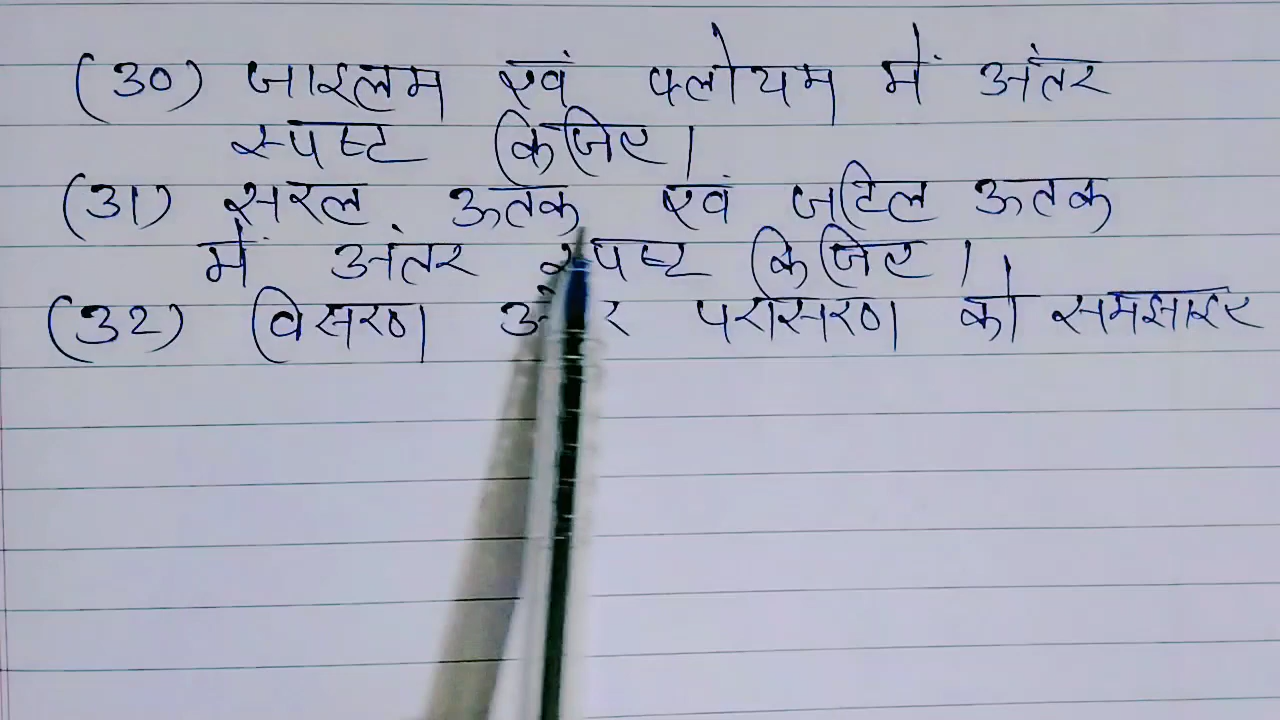 (30) जाइलम एवं फ्लोयम में अंतर
स्पष्ट किजिए।
(31) सरल ऊतक एवं जटिल ऊतक
में अंतर स्पष्ट किजिए।
(32) विसरण और परासरण को समझाइए